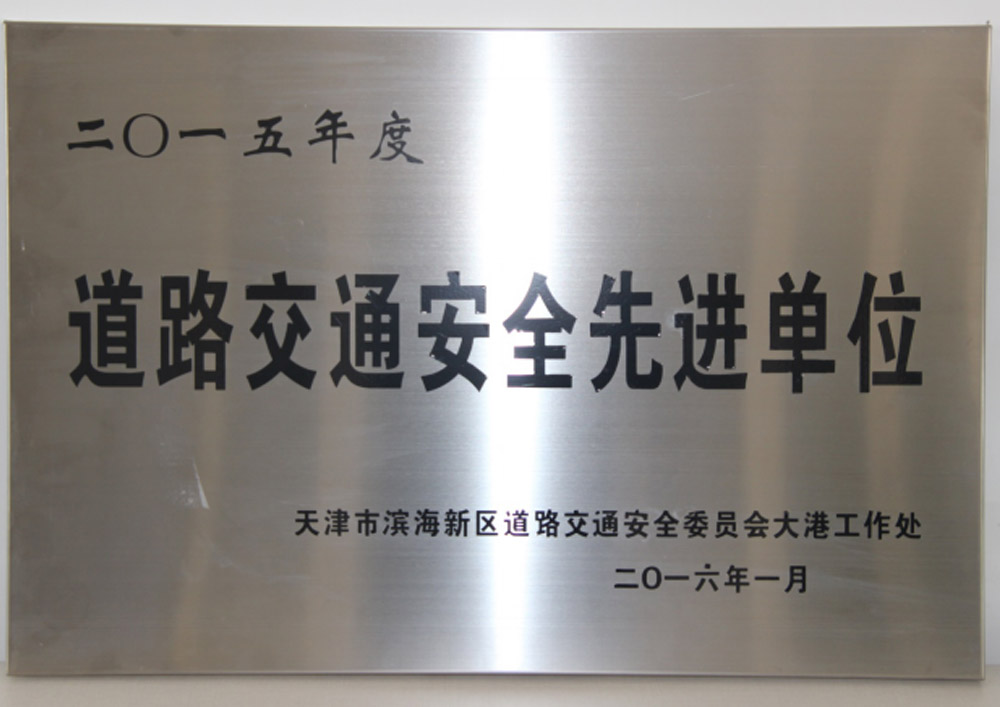 二〇一五年度
道路交通安全先进单位
天津市滨海新区道路交通安全委员会大港工作处
二〇一六年一月